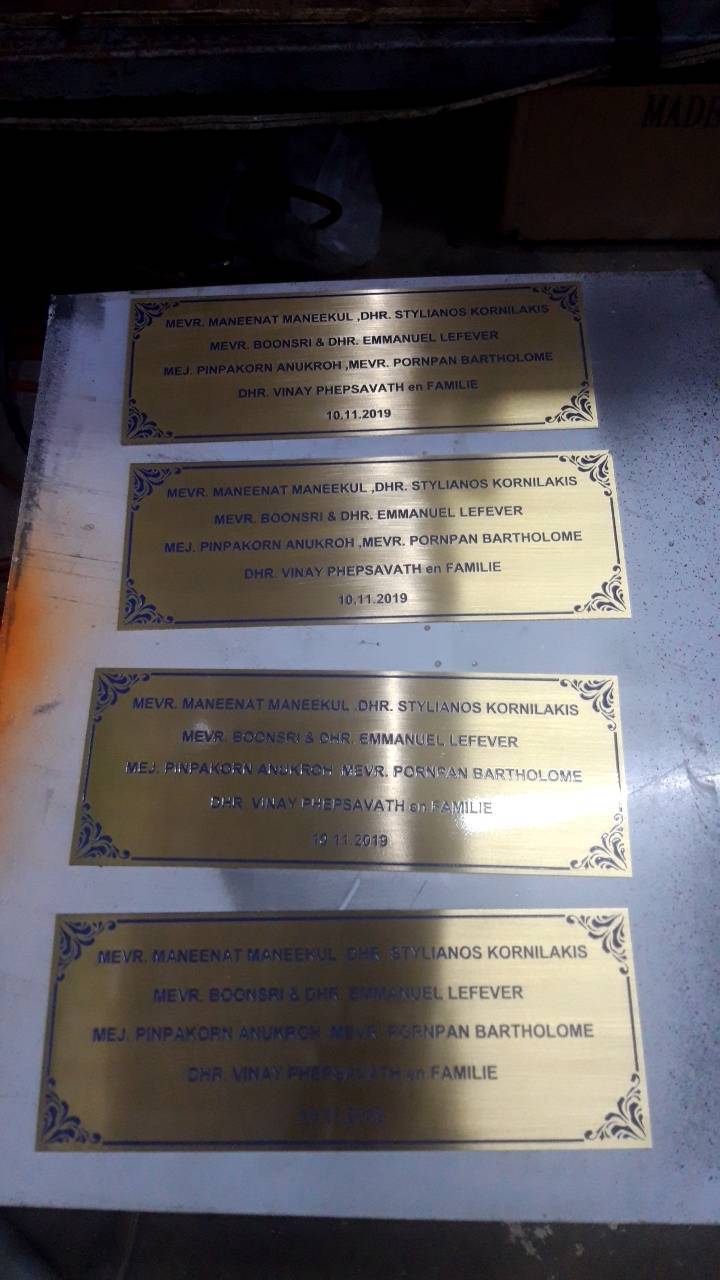 MADE
MEVR. MANEENAT MANEEKUL ,DHR. STYLIANOS KORNILAKIS
MEVR. BOONSRI & DHR. EMMANUEL LEFEVER
MEJ. PINPAKORN ANUKROH ,MEVR. PORNPAN BARTHOLOME
DHR. VINAY PHEPSAVATH en FAMILIE
10.11.2019
MEVR. MANEENAT MANEEKUL ,DHR. STYLIANOS KORNILAKIS
MEVR. BOONSRI & DHR. EMMANUEL LEFEVER
MEJ. PINPAKORN ANUKROH ,MEVR. PORNPAN BARTHOLOME
DHR. VINAY PHEPSAVATH en FAMILIE
10.11.2019
MEVR. MANEENAT MANEEKUL ,DHR. STYLIANOS KORNILAKIS
MEVR. BOONSRI & DHR. EMMANUEL LEFEVER
MEJ. PINPAKORN ANUKROH ,MEVR. PORNPAN BARTHOLOME
DHR. VINAY PHEPSAVATH en FAMILIE
10.11.2019
MEVR. MANEENAT MANEEKUL ,DHR. STYLIANOS KORNILAKIS
MEVR. BOONSRI & DHR. EMMANUEL LEFEVER
MEJ. PINPAKORN ANUKROH ,MEVR. PORNPAN BARTHOLOME
DHR. VINAY PHEPSAVATH en FAMILIE